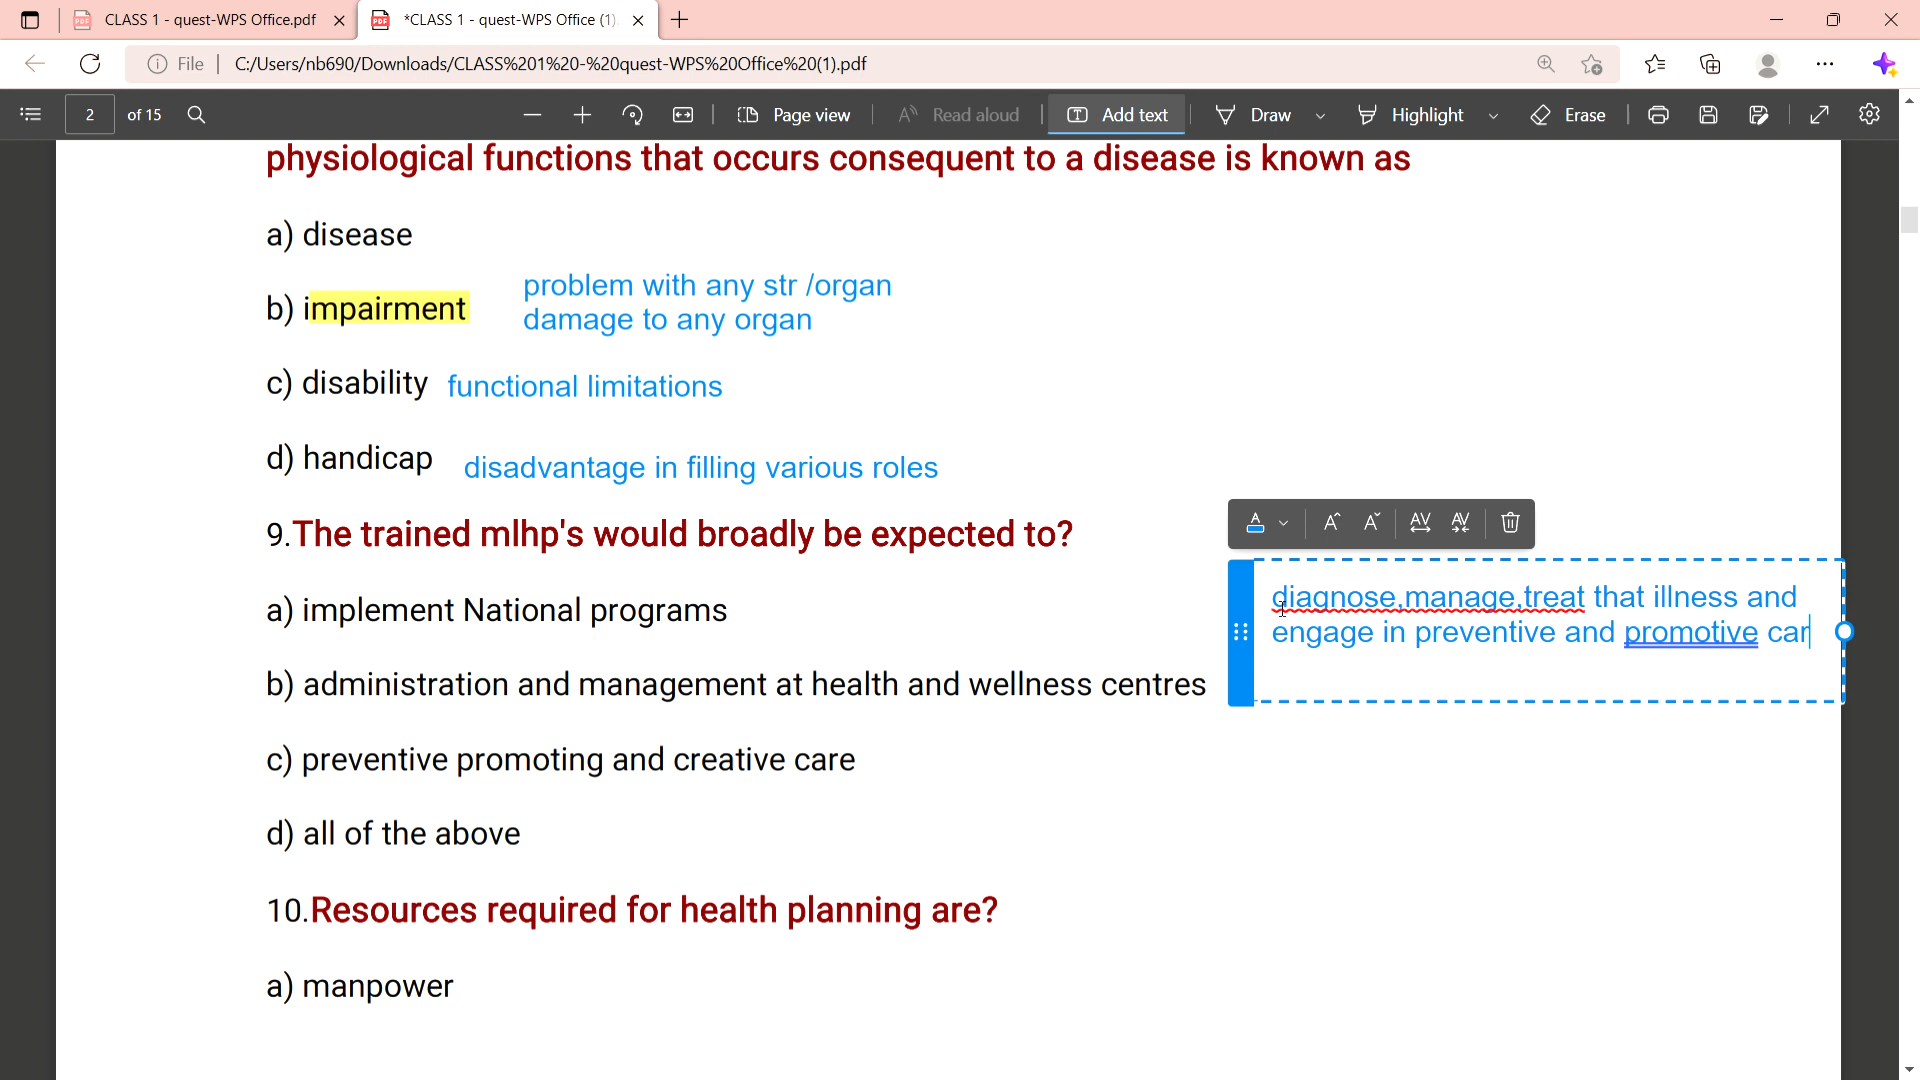 CLASS 1 - quest-WPS Office.pdf
*CLASS 1 - quest-WPS Office (1).
File
C:/Users/nb690/Downloads/CLASS%201%20-%20quest-WPS%20Office%20(1).pdf
2 of 15
Page view
Read aloud
Add text
Draw
Highlight
Erase
physiological functions that occurs consequent to a disease is known as
a) disease
b) impairment
problem with any str /organ
damage to any organ
c) disability
functional limitations
d) handicap
disadvantage in filling various roles
9.The trained mlhp's would broadly be expected to?
a) implement National programs
diagnose,manage,treat that illness and
engage in preventive and promotive car
b) administration and management at health and wellness centres
c) preventive promoting and creative care
d) all of the above
10.Resources required for health planning are?
a) manpower